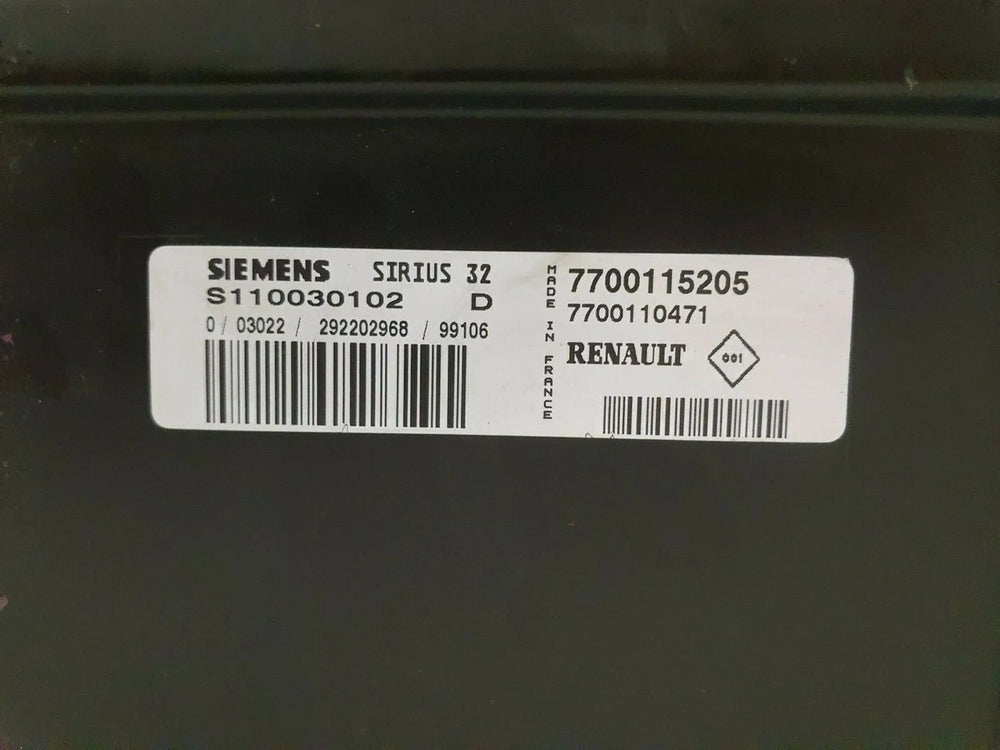 SIEMENS SIRIUS 32
S110030102 D
0 / 03022 / 292202968 / 99106
MADE IN FRANCE
7700115205
7700110471
RENAULT 001